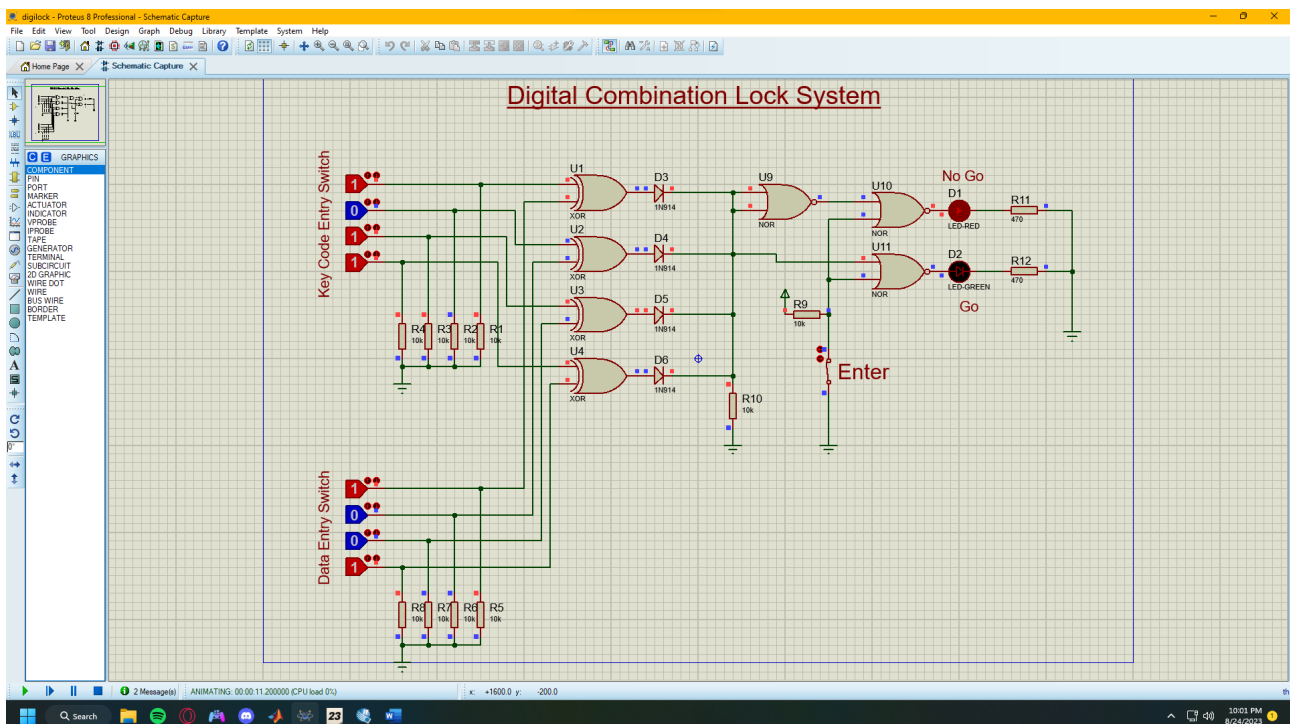 digilock - Proteus 8 Professional - Schematic Capture
File Edit View Tool Design Graph Debug Library Template System Help
Home Page
Schematic Capture
C E GRAPHICS
COMPONENT
PIN
PORT
MARKER
ACTUATOR
INDICATOR
VPROBE
IPROBE
TAPE
GENERATOR
TERMINAL
SUBCIRCUIT
2D GRAPHIC
WIRE DOT
WIRE
BUS WIRE
BORDER
TEMPLATE
Digital Combination Lock System
Key Code Entry Switch
1
0
1
1
R4 R3 R2 R1
10k 10k 10k 10k
Data Entry Switch
1
0
0
1
R8 R7 R6 R5
10k 10k 10k 10k
U1
XOR
U2
XOR
U3
XOR
U4
XOR
D3
1N914
D4
1N914
D5
1N914
D6
1N914
R10
10k
U9
NOR
U10
NOR
U11
NOR
R9
10k
Enter
No Go
D1
LED-RED
R11
470
D2
LED-GREEN
Go
R12
470
2 Message(s) ANIMATING: 00:00:11.200000 (CPU load 0%) x: +1600.0 y: -200.0 th
Search
23
10:01 PM
8/24/2023